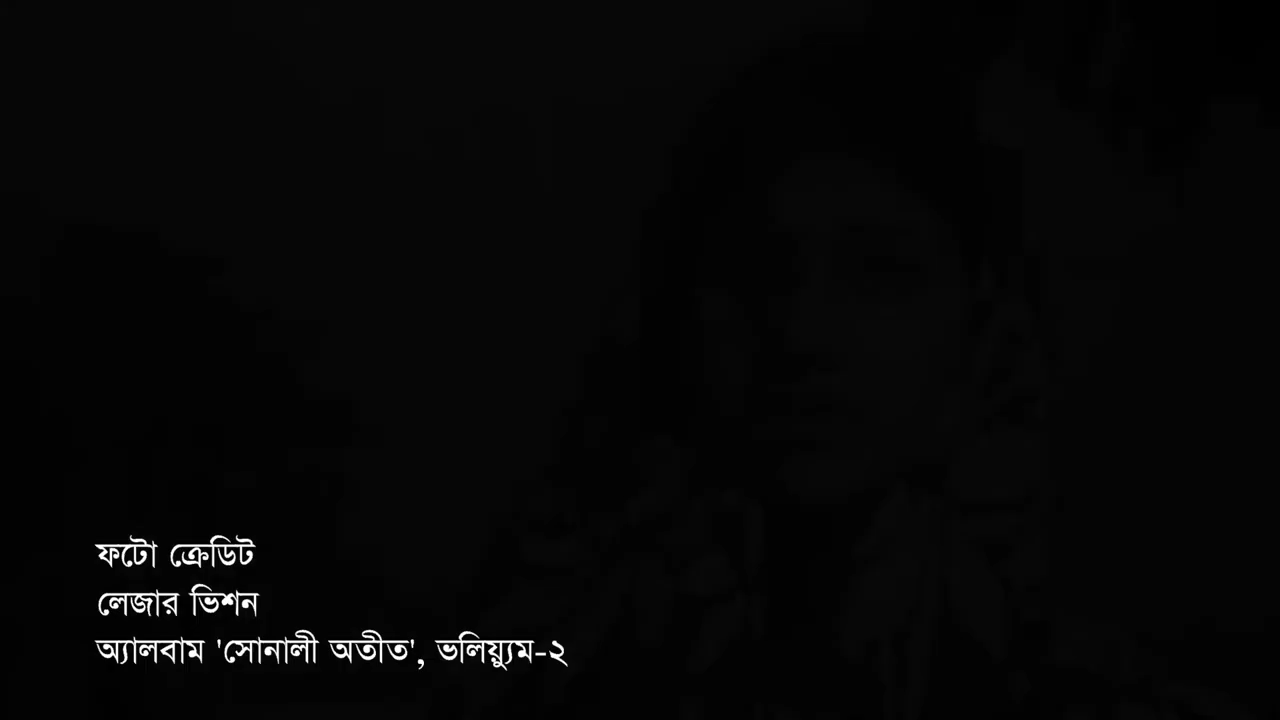 ফটো ক্রেডিট
লেজার ভিশন
অ্যালবাম 'সোনালী অতীত', ভলিয়্যুম-২